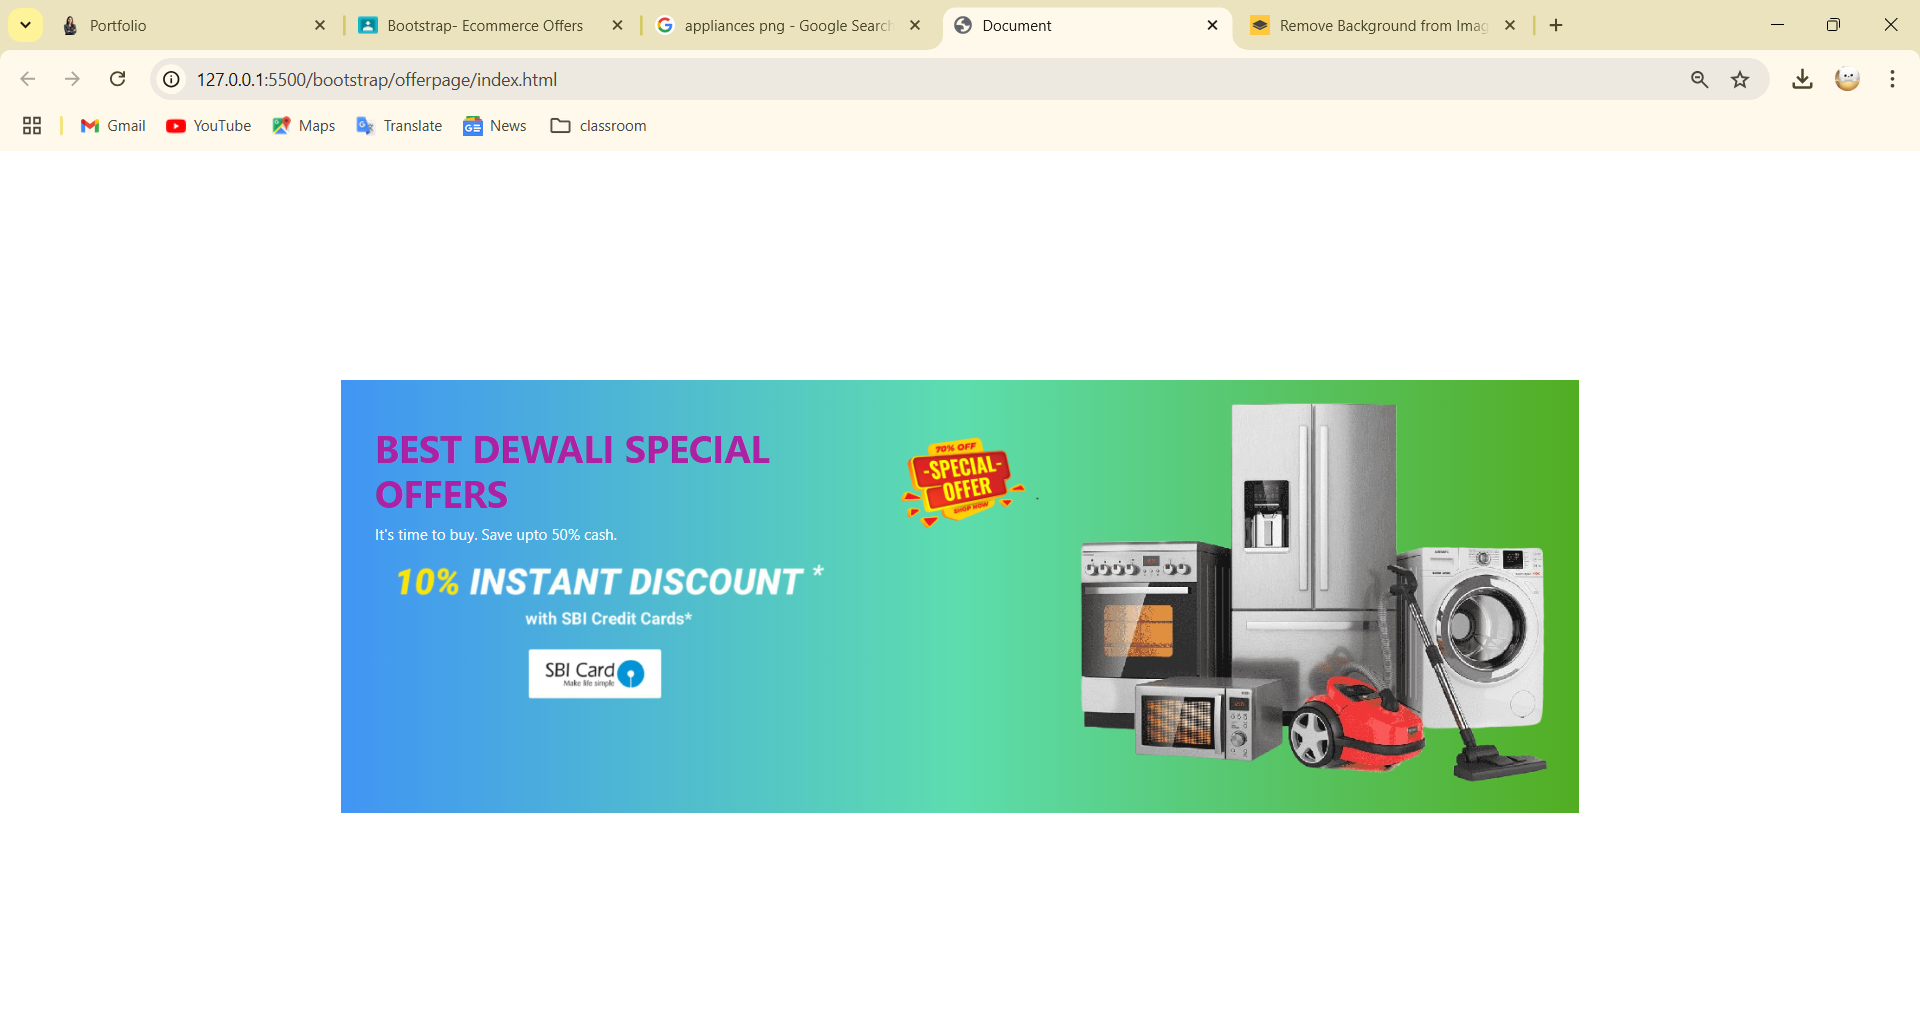 Portfolio
Bootstrap- Ecommerce Offers
appliances png - Google Search
Document
Remove Background from Imag
127.0.0.1:5500/bootstrap/offerpage/index.html
Gmail
YouTube
Maps
Translate
News
classroom
BEST DEWALI SPECIAL
OFFERS
It's time to buy. Save upto 50% cash.
10% INSTANT DISCOUNT *
with SBI Credit Cards*
SBI Card
Make life simple
70% OFF
-SPECIAL-
OFFER
SHOP NOW